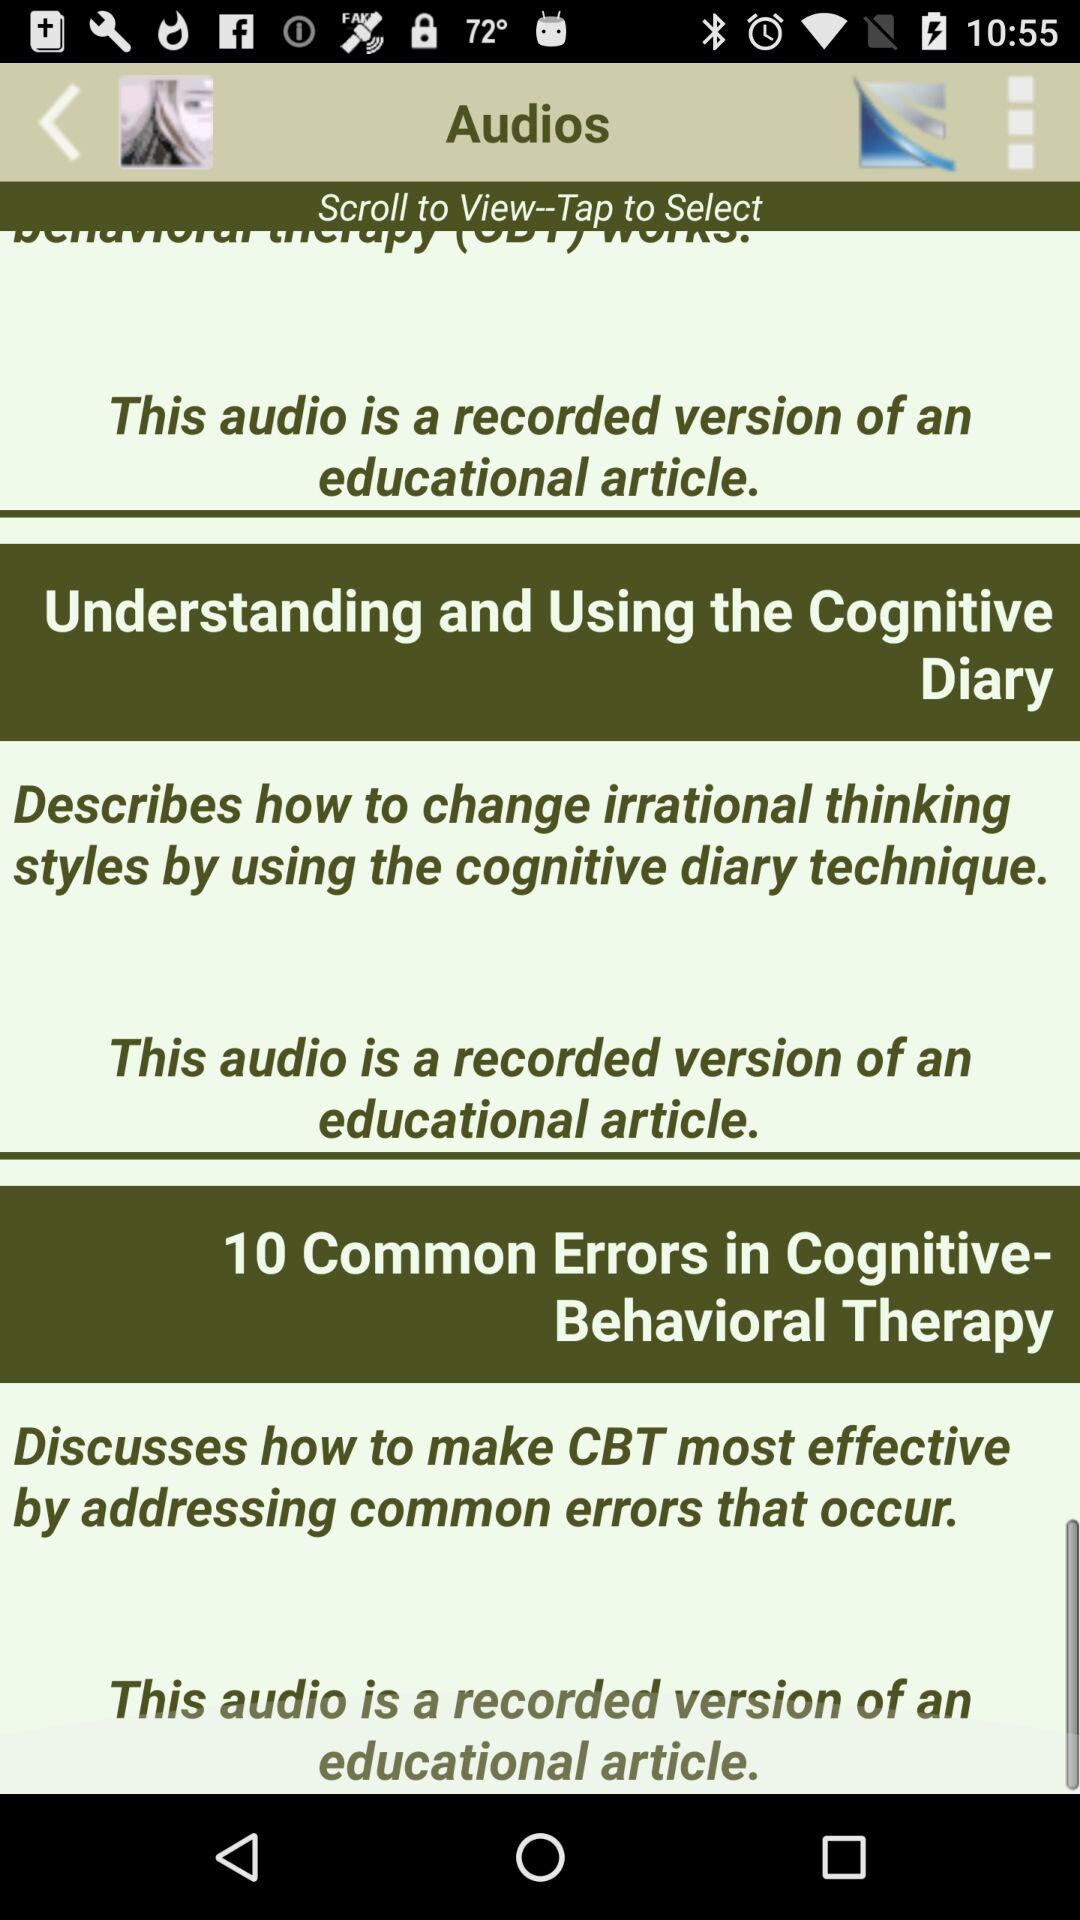 FAKE
72°
10:55
Audios
Scroll to View--Tap to Select
behavioral therapy (CBT) works.
This audio is a recorded version of an
educational article.
Understanding and Using the Cognitive
Diary
Describes how to change irrational thinking
styles by using the cognitive diary technique.
This audio is a recorded version of an
educational article.
10 Common Errors in Cognitive-
Behavioral Therapy
Discusses how to make CBT most effective
by addressing common errors that occur.
This audio is a recorded version of an
educational article.